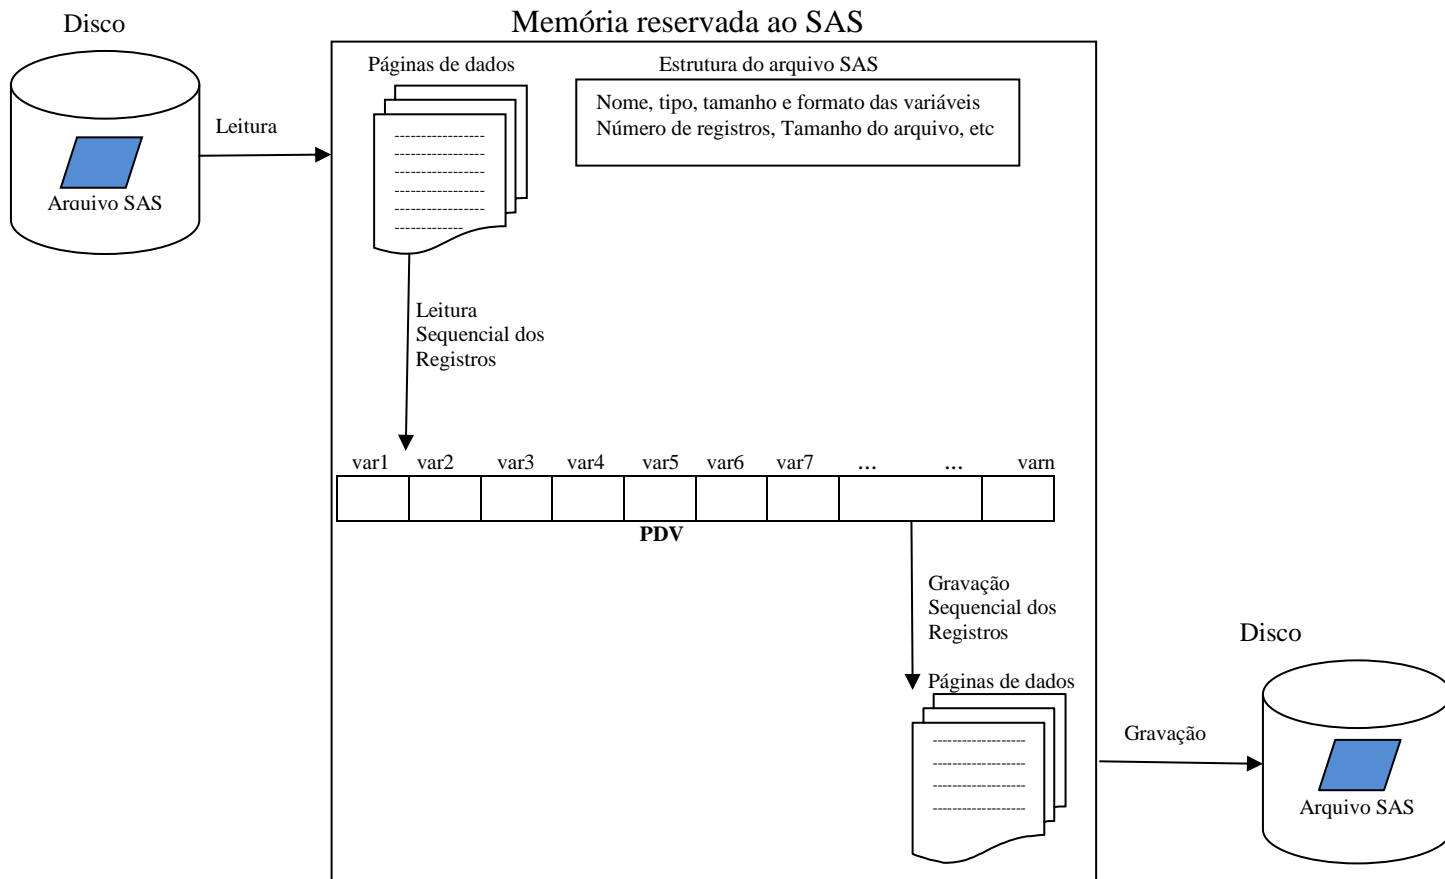 Memória reservada ao SAS
Disco
Páginas de dados
Estrutura do arquivo SAS
Nome, tipo, tamanho e formato das variáveis
Número de registros, Tamanho do arquivo, etc
Leitura
Arquivo SAS
-------------------
-------------------
-------------------
-------------------
-------------------
--------------
Leitura
Sequencial dos
Registros
var1 var2 var3 var4 var5 var6 var7 ... ... varn
PDV
Gravação
Sequencial dos
Registros
Disco
Páginas de dados
-------------------
-------------------
-------------------
-------------------
Gravação
Arquivo SAS